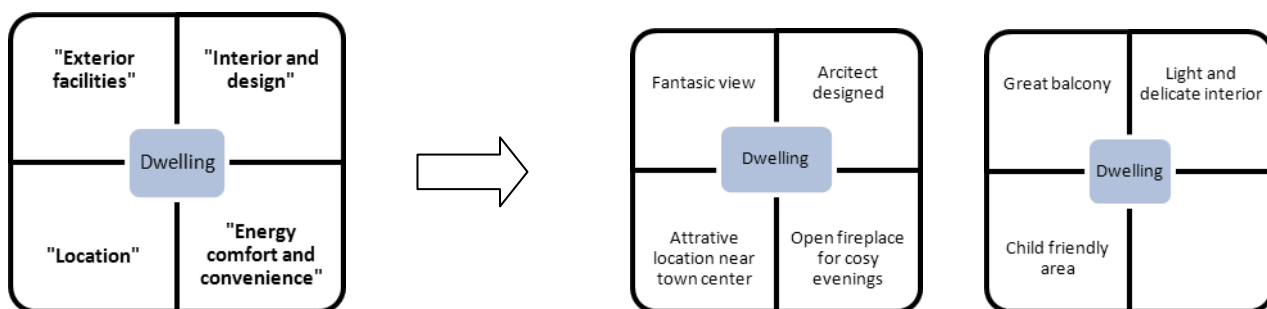 "Exterior
facilities"
"Interior and
design"
Dwelling
"Location"
"Energy
comfort and
convenience"
Fantasic view
Arcitect
designed
Dwelling
Attrative
location near
town center
Open fireplace
for cosy
evenings
Great balcony
Light and
delicate interior
Dwelling
Child friendly
area